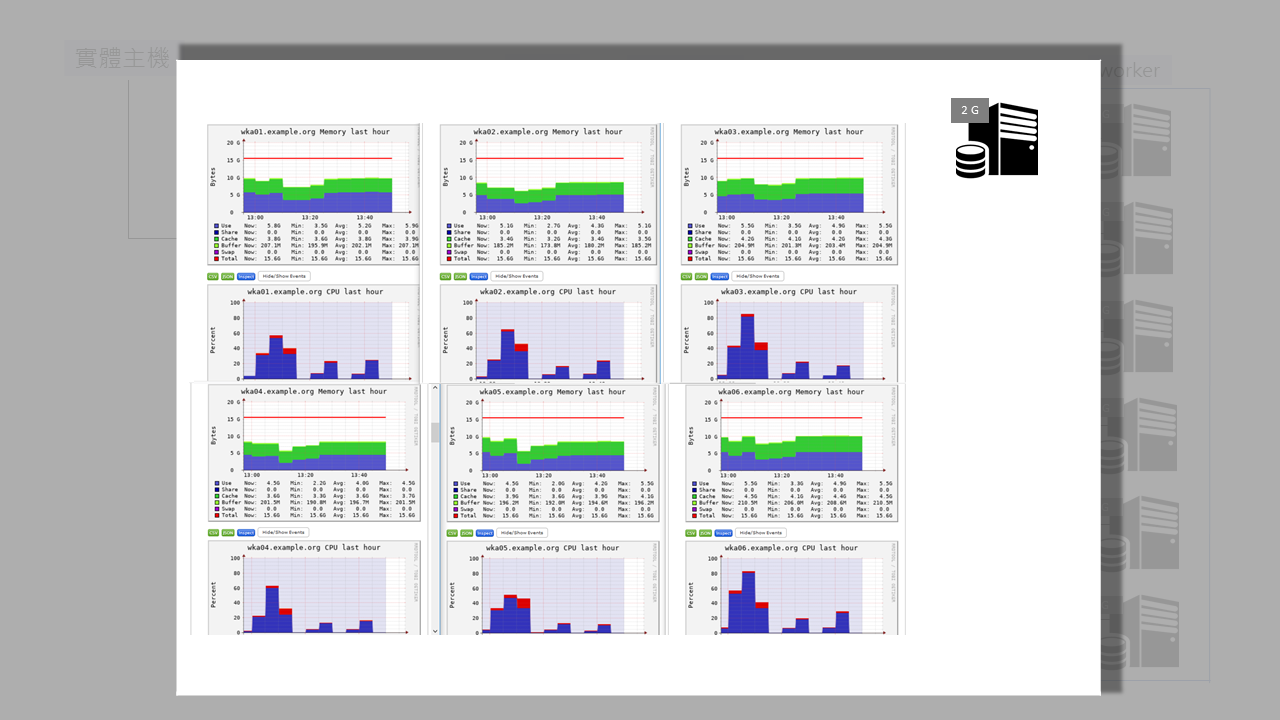 實體主機
worker
2 G
wka01.example.org Memory last hour
20 G
15 G
10 G
5 G
0
Bytes
13:00 13:20 13:40
Use Now: 5.8G Min: 3.5G Avg: 5.2G Max: 5.9G
Share Now: 0.0 Min: 0.0 Avg: 0.0 Max: 0.0
Cache Now: 3.8G Min: 3.6G Avg: 3.8G Max: 3.9G
Buffer Now: 207.1M Min: 195.9M Avg: 202.1M Max: 207.1M
Swap Now: 0.0 Min: 0.0 Avg: 0.0 Max: 0.0
Total Now: 15.6G Min: 15.6G Avg: 15.6G Max: 15.6G
CSV JSON Inspect Hide/Show Events
wka02.example.org Memory last hour
20 G
15 G
10 G
5 G
0
Bytes
13:00 13:20 13:40
Use Now: 5.1G Min: 2.7G Avg: 4.3G Max: 5.1G
Share Now: 0.0 Min: 0.0 Avg: 0.0 Max: 0.0
Cache Now: 3.4G Min: 3.2G Avg: 3.4G Max: 3.5G
Buffer Now: 185.2M Min: 173.8M Avg: 180.2M Max: 185.2M
Swap Now: 0.0 Min: 0.0 Avg: 0.0 Max: 0.0
Total Now: 15.6G Min: 15.6G Avg: 15.6G Max: 15.6G
CSV JSON Inspect Hide/Show Events
wka03.example.org Memory last hour
20 G
15 G
10 G
5 G
0
Bytes
13:00 13:20 13:40
Use Now: 5.5G Min: 3.5G Avg: 4.9G Max: 5.5G
Share Now: 0.0 Min: 0.0 Avg: 0.0 Max: 0.0
Cache Now: 4.2G Min: 4.1G Avg: 4.2G Max: 4.3G
Buffer Now: 204.9M Min: 201.3M Avg: 203.4M Max: 204.9M
Swap Now: 0.0 Min: 0.0 Avg: 0.0 Max: 0.0
Total Now: 15.6G Min: 15.6G Avg: 15.6G Max: 15.6G
CSV JSON Inspect Hide/Show Events
wka01.example.org CPU last hour
100
80
60
40
20
0
Percent
wka02.example.org CPU last hour
100
80
60
40
20
0
Percent
wka03.example.org CPU last hour
100
80
60
40
20
0
Percent
wka04.example.org Memory last hour
20 G
15 G
10 G
5 G
0
Bytes
13:00 13:20 13:40
Use Now: 4.5G Min: 2.2G Avg: 4.0G Max: 4.5G
Share Now: 0.0 Min: 0.0 Avg: 0.0 Max: 0.0
Cache Now: 3.6G Min: 3.3G Avg: 3.6G Max: 3.7G
Buffer Now: 201.5M Min: 190.8M Avg: 196.7M Max: 201.5M
Swap Now: 0.0 Min: 0.0 Avg: 0.0 Max: 0.0
Total Now: 15.6G Min: 15.6G Avg: 15.6G Max: 15.6G
CSV JSON Inspect Hide/Show Events
wka05.example.org Memory last hour
20 G
15 G
10 G
5 G
0
Bytes
13:00 13:20 13:40
Use Now: 4.5G Min: 2.0G Avg: 4.2G Max: 5.5G
Share Now: 0.0 Min: 0.0 Avg: 0.0 Max: 0.0
Cache Now: 3.9G Min: 3.6G Avg: 3.9G Max: 4.1G
Buffer Now: 196.2M Min: 192.0M Avg: 194.6M Max: 196.2M
Swap Now: 0.0 Min: 0.0 Avg: 0.0 Max: 0.0
Total Now: 15.6G Min: 15.6G Avg: 15.6G Max: 15.6G
CSV JSON Inspect Hide/Show Events
wka06.example.org Memory last hour
20 G
15 G
10 G
5 G
0
Bytes
13:00 13:20 13:40
Use Now: 5.5G Min: 3.3G Avg: 4.9G Max: 5.5G
Share Now: 0.0 Min: 0.0 Avg: 0.0 Max: 0.0
Cache Now: 4.5G Min: 4.1G Avg: 4.4G Max: 4.5G
Buffer Now: 210.5M Min: 206.0M Avg: 208.6M Max: 210.5M
Swap Now: 0.0 Min: 0.0 Avg: 0.0 Max: 0.0
Total Now: 15.6G Min: 15.6G Avg: 15.6G Max: 15.6G
CSV JSON Inspect Hide/Show Events
wka04.example.org CPU last hour
100
80
60
40
20
0
Percent
wka05.example.org CPU last hour
100
80
60
40
20
0
Percent
wka06.example.org CPU last hour
100
80
60
40
20
0
Percent